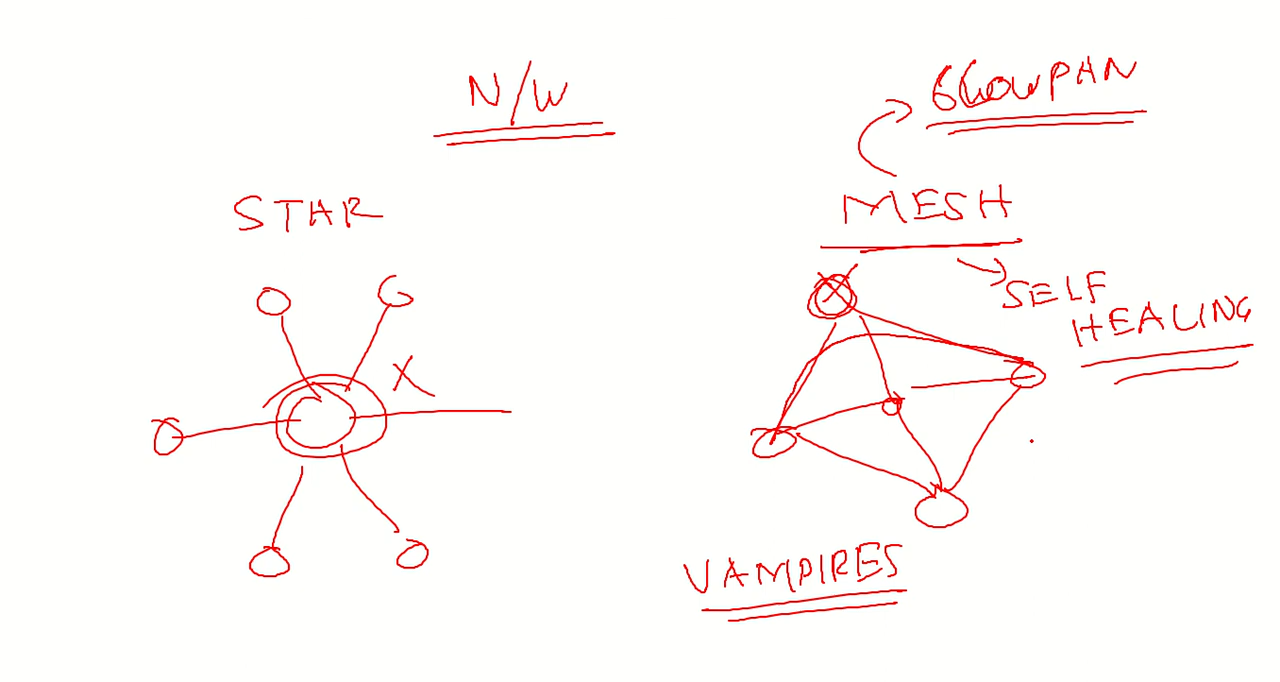 N/W
6LowPAN
STAR
MESH
SELF
HEALING
X
VAMPIRES